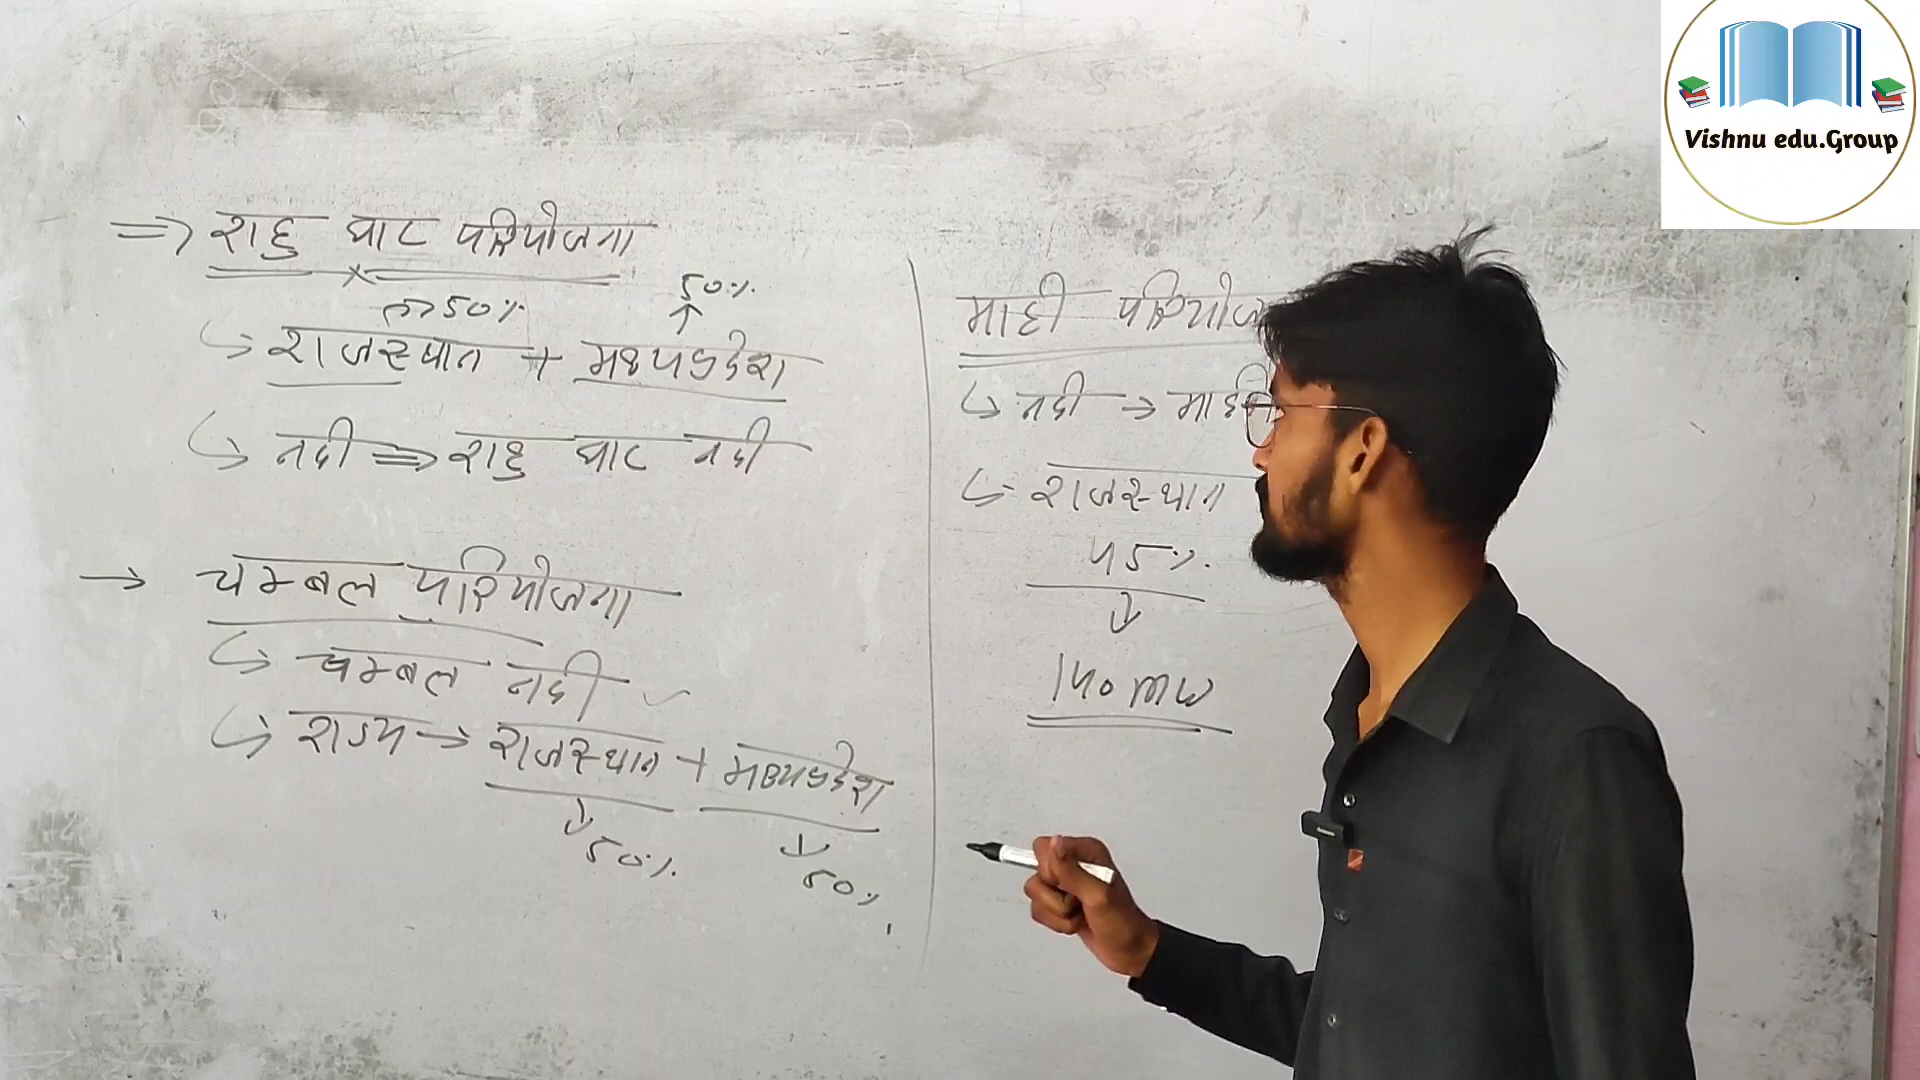 ⇒ राहु घाट परियोजना
→ 50%
50%
↳ राजस्थान + मध्यप्रदेश
↳ नदी ⇒ राहु घाट नदी
→ चम्बल परियोजना
↳ चम्बल नदी ✓
↳ राज्य → राजस्थान + मध्यप्रदेश
↓ 50% ↓ 50%
माही
↳ नदी → माही
↳ राजस्थान
45%
↓
140 MW
Vishnu edu.Group